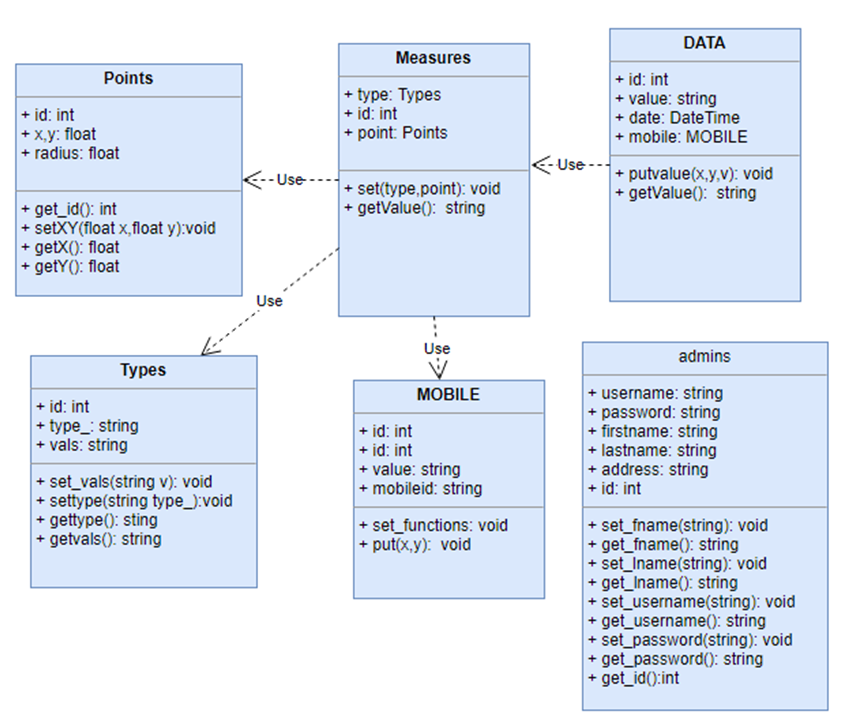 Points
+ id: int
+ x,y: float
+ radius: float
+ get_id(): int
+ setXY(float x,float y):void
+ getX(): float
+ getY(): float
Use
Measures
+ type: Types
+ id: int
+ point: Points
+ set(type,point): void
+ getValue():  string
Use
DATA
+ id: int
+ value: string
+ date: DateTime
+ mobile: MOBILE
+ putvalue(x,y,v): void
+ getValue():  string
Use
Use
Types
+ id: int
+ type_: string
+ vals: string
+ set_vals(string v): void
+ settype(string type_):void
+ gettype(): sting
+ getvals(): string
MOBILE
+ id: int
+ id: int
+ value: string
+ mobileid: string
+ set_functions: void
+ put(x,y):  void
admins
+ username: string
+ password: string
+ firstname: string
+ lastname: string
+ address: string
+ id: int
+ set_fname(string): void
+ get_fname(): string
+ set_lname(string): void
+ get_lname(): string
+ set_username(string): void
+ get_username(): string
+ set_password(string): void
+ get_password(): string
+ get_id():int